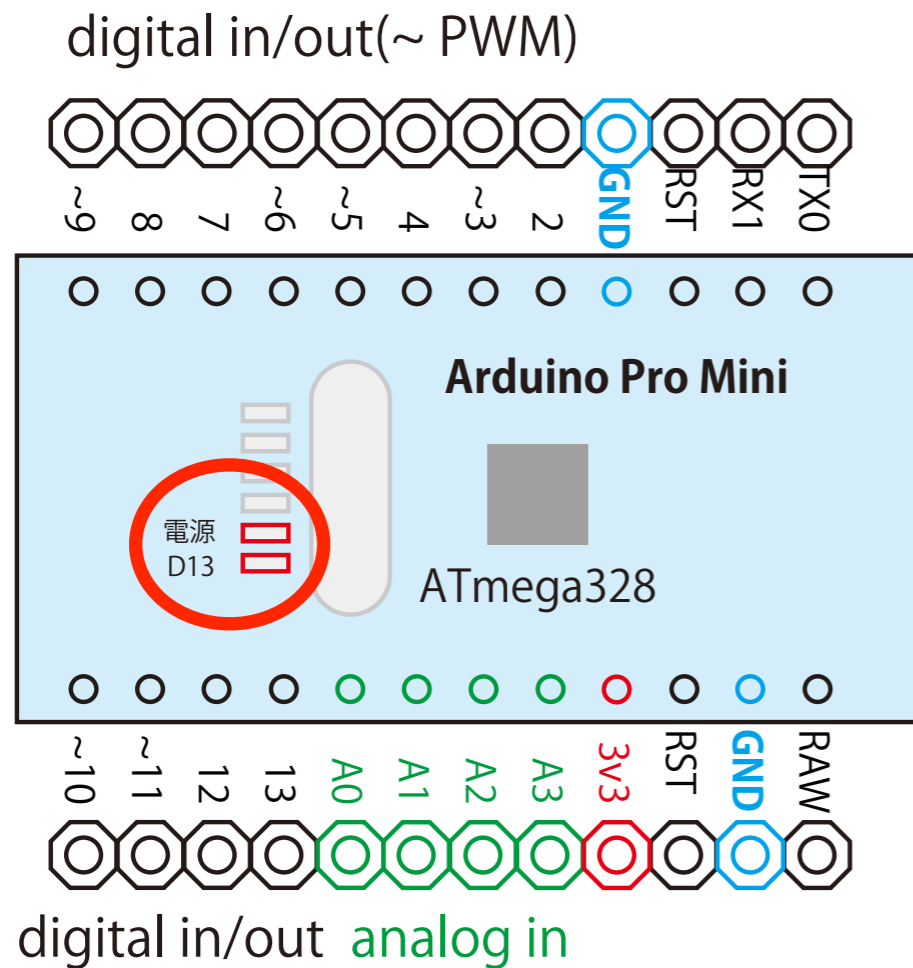 digital in/out(~ PWM)
~9 8 7 ~6 ~5 4 ~3 2 GND RST RX1 TX0
Arduino Pro Mini
電源
D13
ATmega328
~10 ~11 12 13 A0 A1 A2 A3 3v3 RST GND RAW
digital in/out analog in